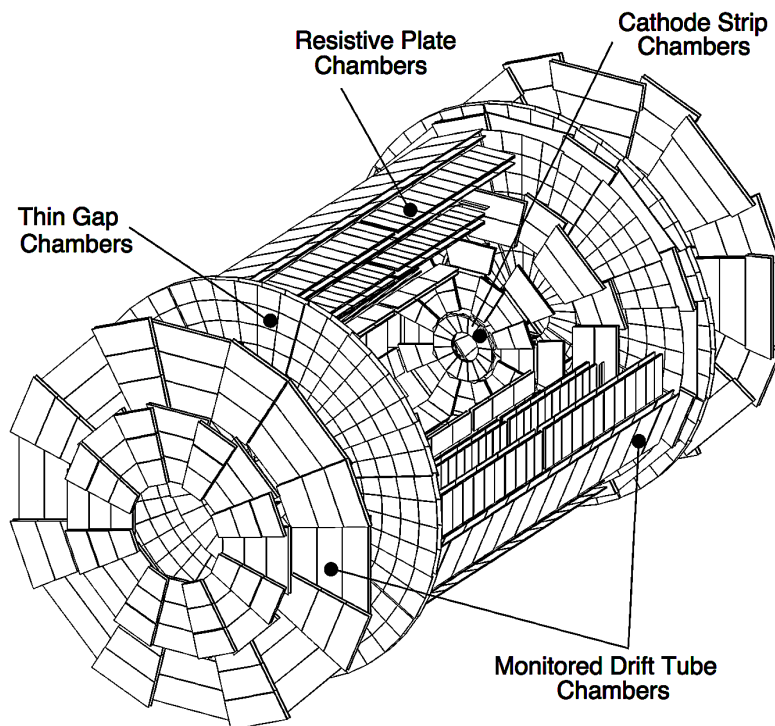 Cathode Strip
Chambers
Resistive Plate
Chambers
Thin Gap
Chambers
Monitored Drift Tube
Chambers